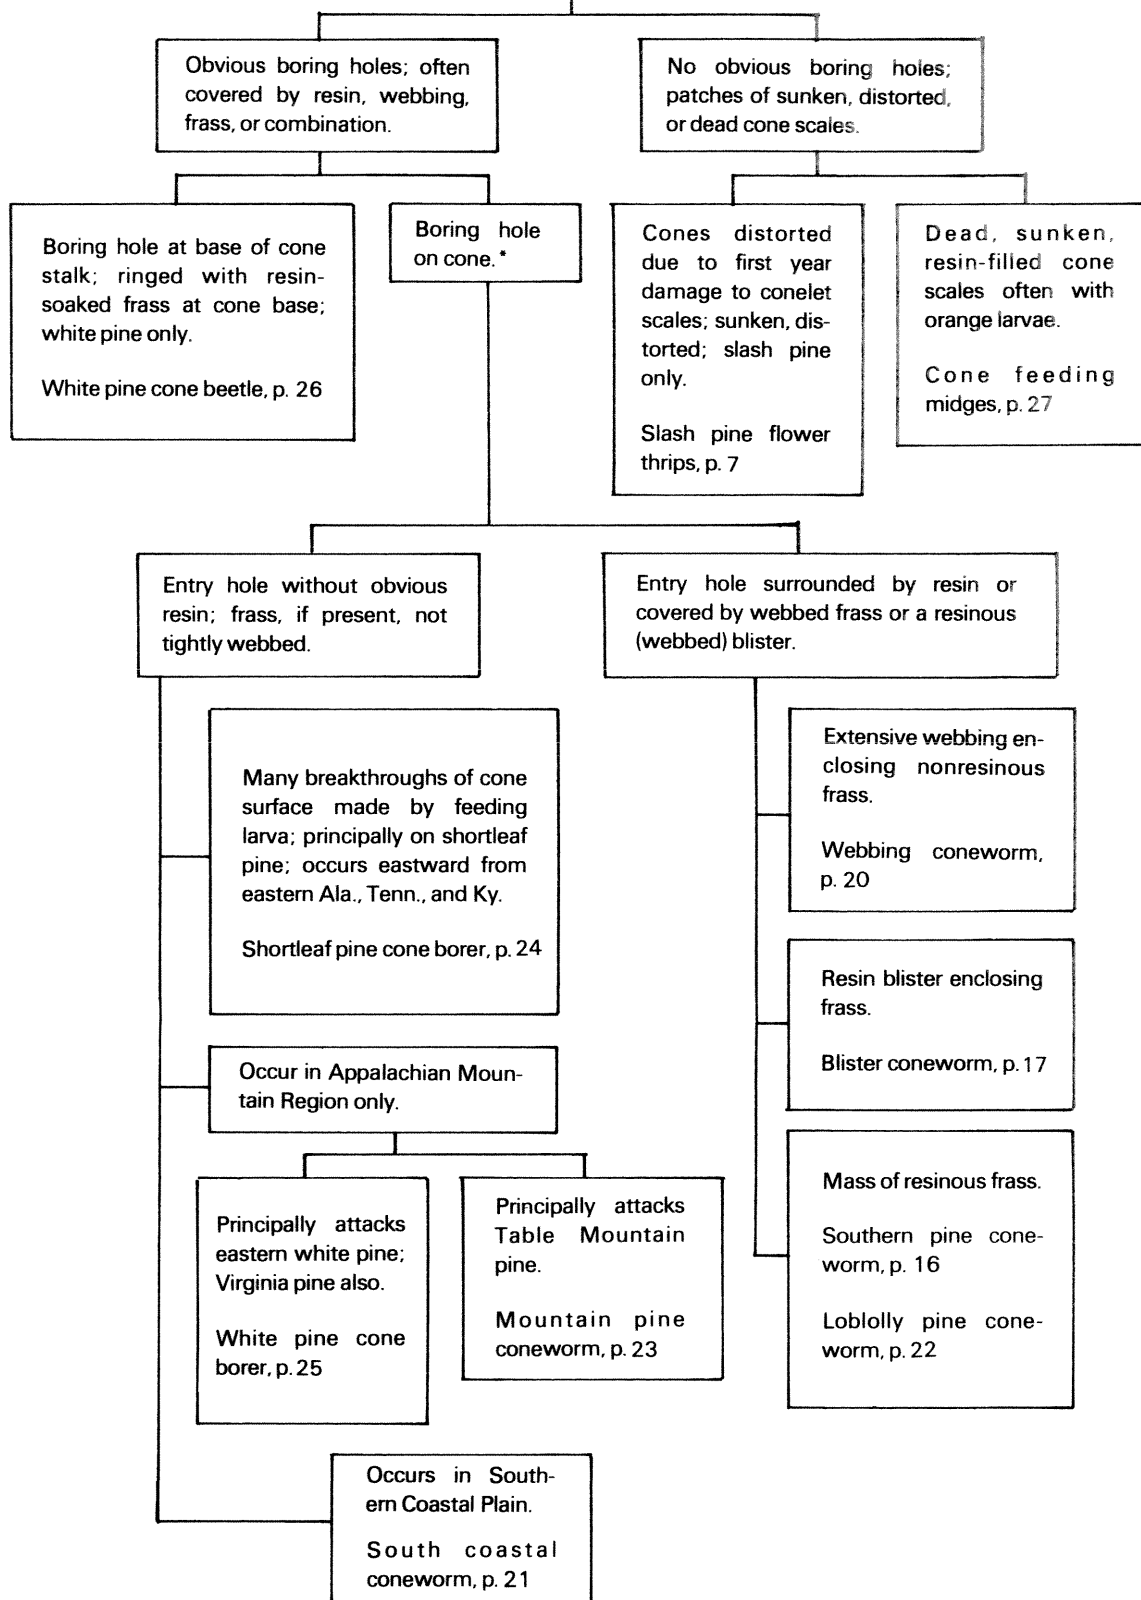 Obvious boring holes; often
covered by resin, webbing,
frass, or combination.
No obvious boring holes;
patches of sunken, distorted,
or dead cone scales.
Boring hole at base of cone
stalk; ringed with resin-
soaked frass at cone base;
white pine only.
White pine cone beetle, p. 26
Boring hole
on cone.*
Cones distorted
due to first year
damage to conelet
scales; sunken, dis-
torted; slash pine
only.
Slash pine flower
thrips, p. 7
Dead, sunken,
resin-filled cone
scales often with
orange larvae.
Cone feeding
midges, p. 27
Entry hole without obvious
resin; frass, if present, not
tightly webbed.
Entry hole surrounded by resin or
covered by webbed frass or a resinous
(webbed) blister.
Many breakthroughs of cone
surface made by feeding
larva; principally on shortleaf
pine; occurs eastward from
eastern Ala., Tenn., and Ky.
Shortleaf pine cone borer, p. 24
Extensive webbing en-
closing nonresinous
frass.
Webbing coneworm,
p. 20
Resin blister enclosing
frass.
Blister coneworm, p. 17
Occur in Appalachian Moun-
tain Region only.
Principally attacks
eastern white pine;
Virginia pine also.
White pine cone
borer, p. 25
Principally attacks
Table Mountain
pine.
Mountain pine
coneworm, p. 23
Mass of resinous frass.
Southern pine cone-
worm, p. 16
Loblolly pine cone-
worm, p. 22
Occurs in South-
ern Coastal Plain.
South coastal
coneworm, p. 21